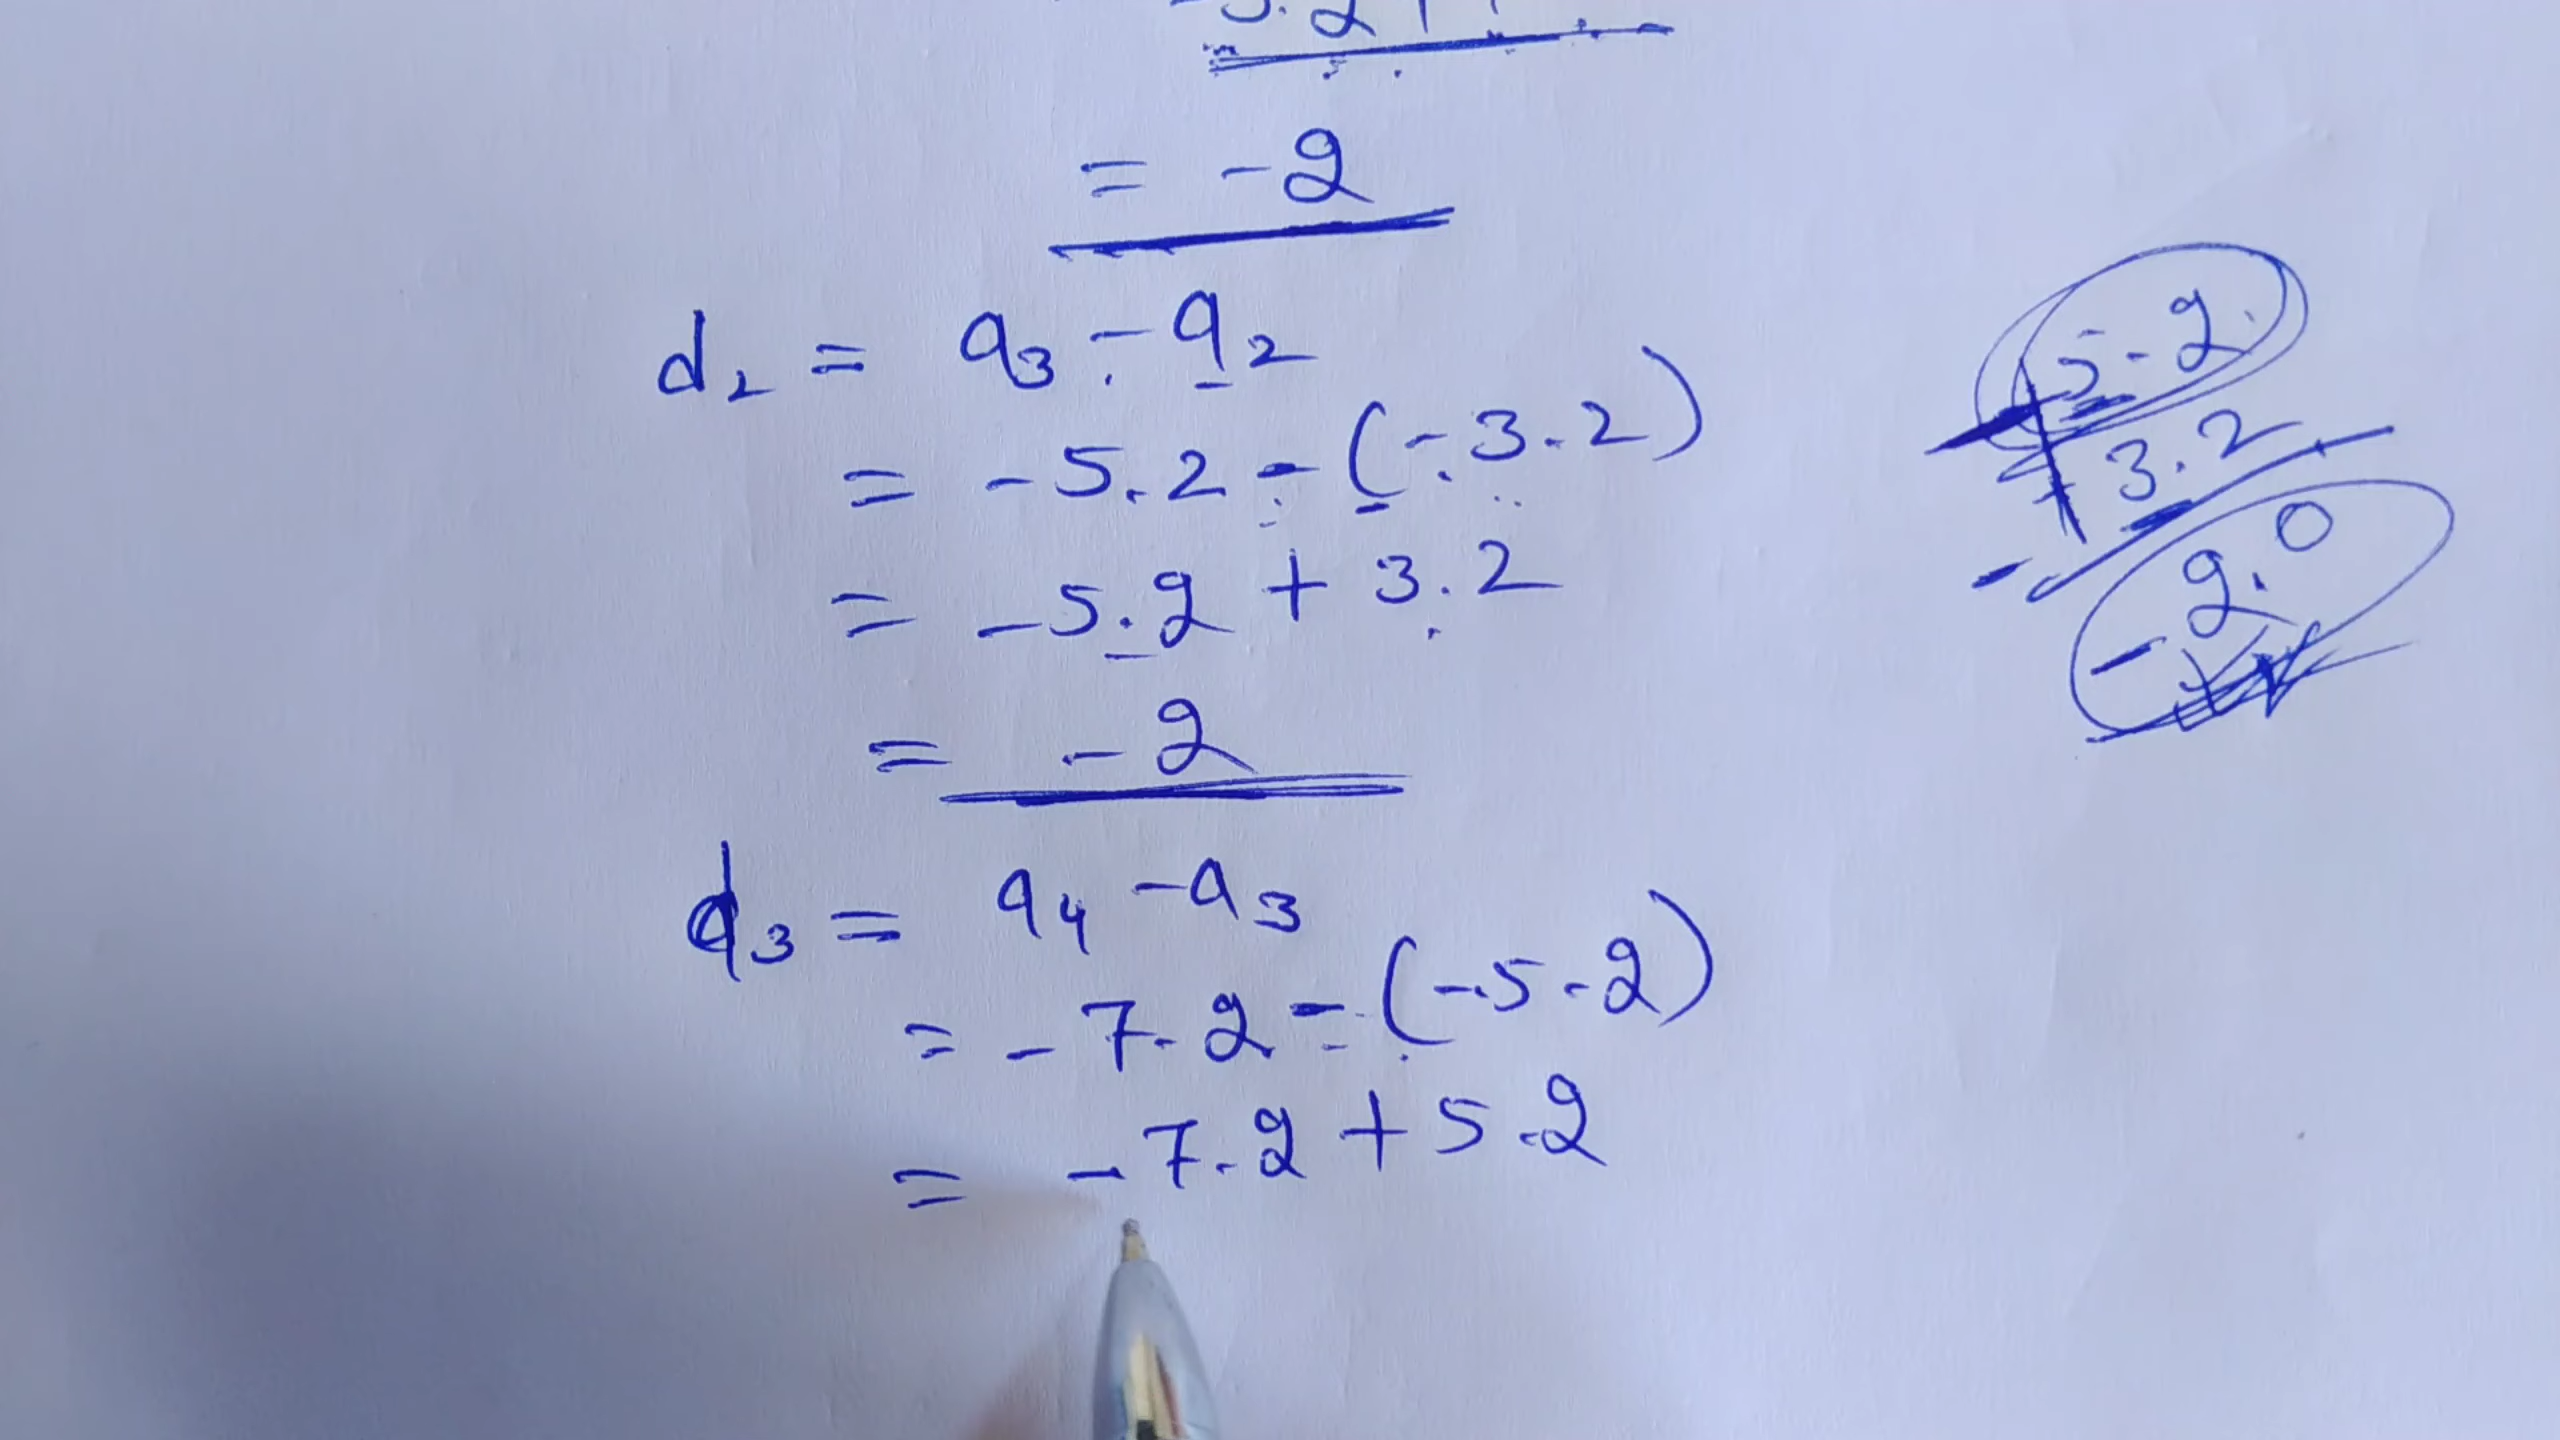 = -2
d2 = a3 - a2
= -5.2 - (-3.2)
= -5.2 + 3.2
= -2
d3 = a4 - a3
= -7.2 - (-5.2)
= -7.2 + 5.2
5.2
3.2
-2.0